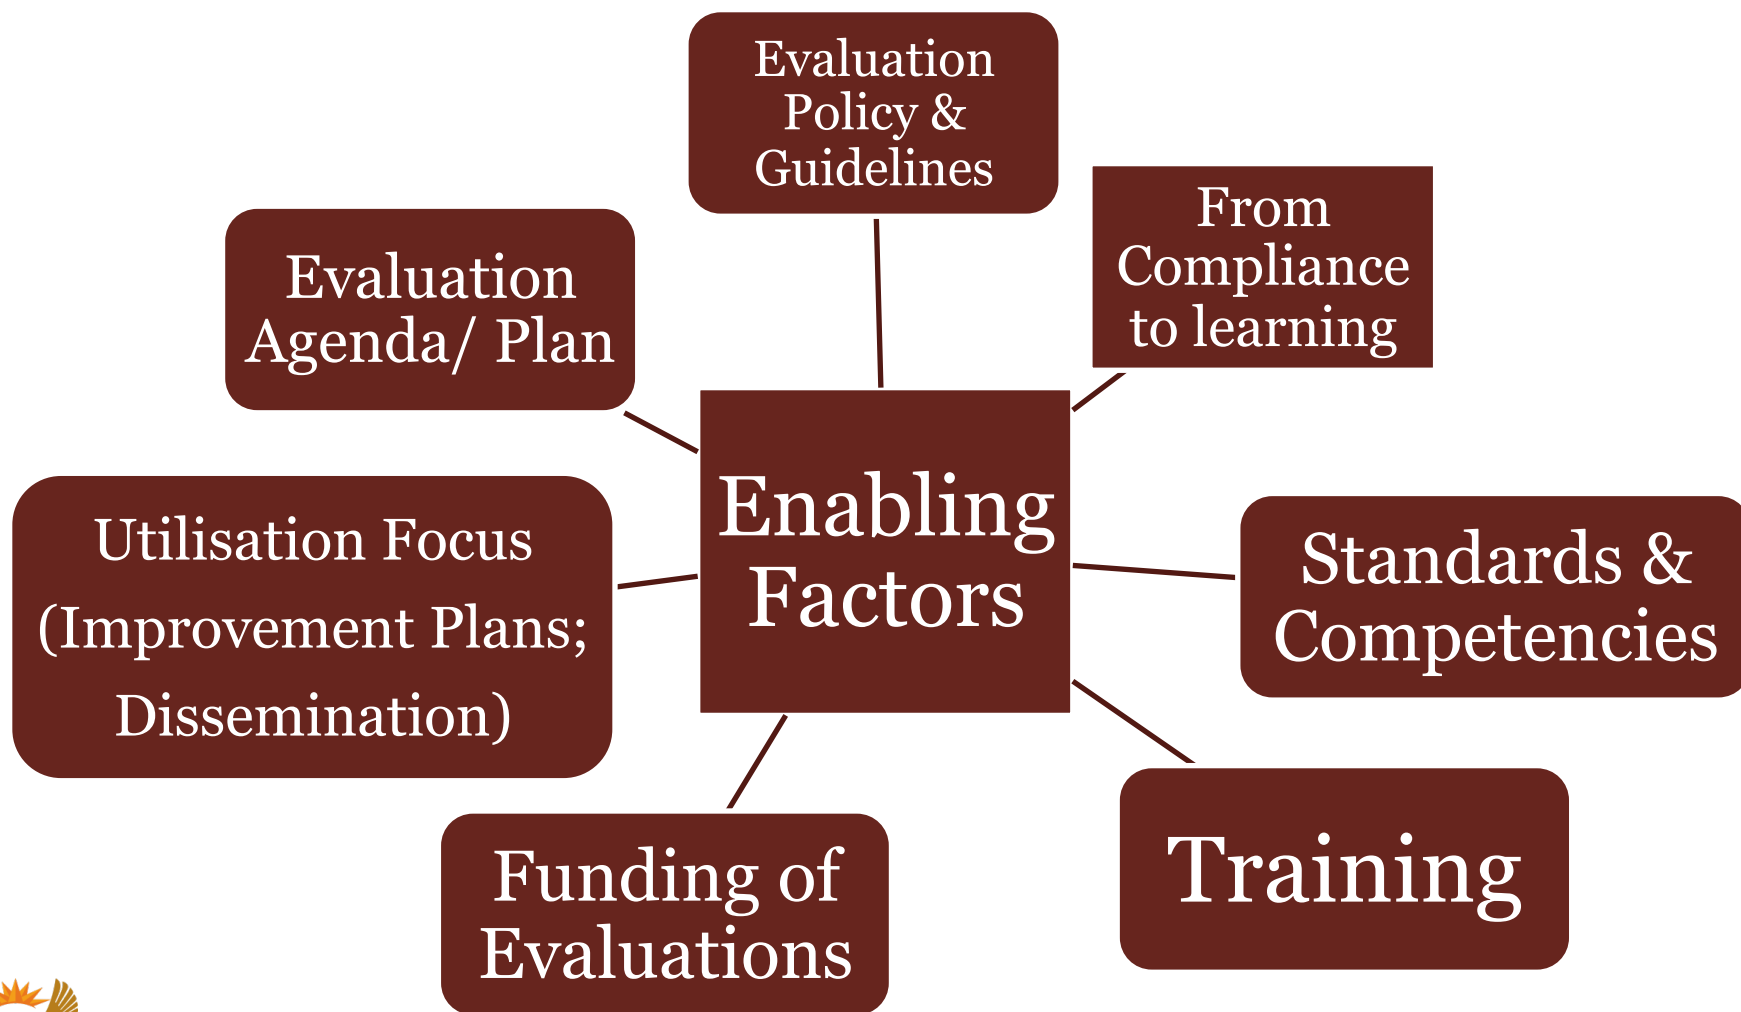 Evaluation
Policy &
Guidelines
From
Compliance
to learning
Evaluation
Agenda/ Plan
Enabling
Factors
Utilisation Focus
(Improvement Plans;
Dissemination)
Standards &
Competencies
Training
Funding of
Evaluations